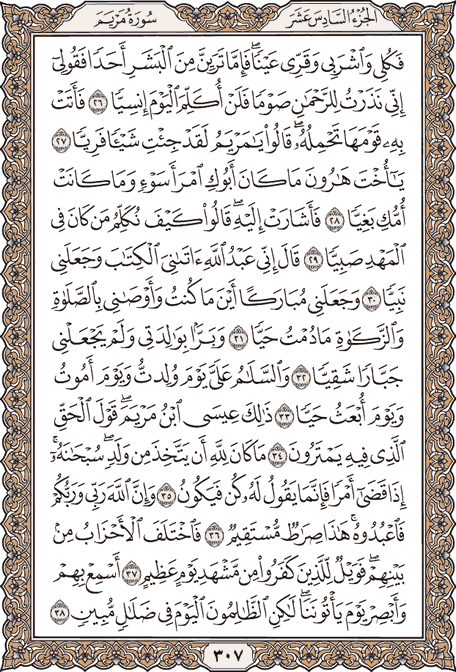 الجزء السادس عشر
سورة مريم
فَكُلِي وَٱشۡرَبِي وَقَرِّي عَيۡنٗاۖ فَإِمَّا تَرَيِنَّ مِنَ ٱلۡبَشَرِ أَحَدٗا فَقُولِيٓ
إِنِّي نَذَرۡتُ لِلرَّحۡمَٰنِ صَوۡمٗا فَلَنۡ أُكَلِّمَ ٱلۡيَوۡمَ إِنسِيّٗا ٢٦ فَأَتَتۡ
بِهِۦ قَوۡمَهَا تَحۡمِلُهُۥۖ قَالُواْ يَٰمَرۡيَمُ لَقَدۡ جِئۡتِ شَيۡـٔٗا فَرِيّٗا ٢٧
يَٰٓأُخۡتَ هَٰرُونَ مَا كَانَ أَبُوكِ ٱمۡرَأَ سَوۡءٖ وَمَا كَانَتۡ
أُمُّكِ بَغِيّٗا ٢٨ فَأَشَارَتۡ إِلَيۡهِۖ قَالُواْ كَيۡفَ نُكَلِّمُ مَن كَانَ فِي
ٱلۡمَهۡدِ صَبِيّٗا ٢٩ قَالَ إِنِّي عَبۡدُ ٱللَّهِ ءَاتَىٰنِيَ ٱلۡكِتَٰبَ وَجَعَلَنِي
نَبِيّٗا ٣٠ وَجَعَلَنِي مُبَارَكًا أَيۡنَ مَا كُنتُ وَأَوۡصَٰنِي بِٱلصَّلَوٰةِ
وَٱلزَّكَوٰةِ مَا دُمۡتُ حَيّٗا ٣١ وَبَرَّۢا بِوَٰلِدَتِي وَلَمۡ يَجۡعَلۡنِي
جَبَّارٗا شَقِيّٗا ٣٢ وَٱلسَّلَٰمُ عَلَيَّ يَوۡمَ وُلِدتُّ وَيَوۡمَ أَمُوتُ
وَيَوۡمَ أُبۡعَثُ حَيّٗا ٣٣ ذَٰلِكَ عِيسَى ٱبۡنُ مَرۡيَمَۖ قَوۡلَ ٱلۡحَقِّ
ٱلَّذِي فِيهِ يَمۡتَرُونَ ٣٤ مَا كَانَ لِلَّهِ أَن يَتَّخِذَ مِن وَلَدٖۖ سُبۡحَٰنَهُۥٓۚ
إِذَا قَضَىٰٓ أَمۡرٗا فَإِنَّمَا يَقُولُ لَهُۥ كُن فَيَكُونُ ٣٥ وَإِنَّ ٱللَّهَ رَبِّي وَرَبُّكُمۡ
فَٱعۡبُدُوهُۚ هَٰذَا صِرَٰطٞ مُّسۡتَقِيمٞ ٣٦ فَٱخۡتَلَفَ ٱلۡأَحۡزَابُ مِنۢ
بَيۡنِهِمۡۖ فَوَيۡلٞ لِّلَّذِينَ كَفَرُواْ مِن مَّشۡهَدِ يَوۡمٍ عَظِيمٍ ٣٧ أَسۡمِعۡ بِهِمۡ
وَأَبۡصِرۡ يَوۡمَ يَأۡتُونَنَا لَٰكِنِ ٱلظَّٰلِمُونَ ٱلۡيَوۡمَ فِي ضَلَٰلٖ مُّبِينٖ ٣٨
٣٠٧